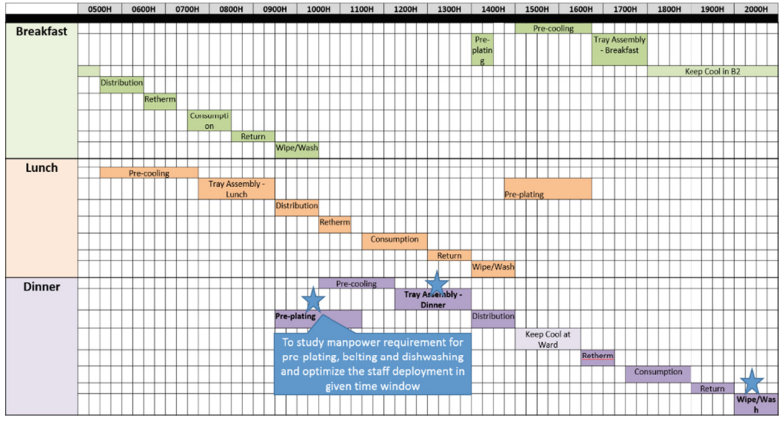 0500H 0600H 0700H 0800H 0900H 1000H 1200H 1300H 1400H 1500H 1600H 1700H 1800H 1900H 2000H
Breakfast
Pre-cooling
Pre-
platin
g
Tray Assembly
- Breakfast
Keep Cool in B2
Distribution
Retherm
Consumpti
on
Return
Wipe/Wash
Lunch
Pre-cooling
Tray Assembly -
Lunch
Pre-plating
Distribution
Retherm
Consumption
Return
Wipe/Wash
Dinner
Pre-cooling
Tray Assembly -
Dinner
Pre-plating
Distribution
To study manpower requirement for
pre-plating, belting and dishwashing
and optimize the staff deployment in
given time window
Keep Cool at
Ward
Retherm
Consumption
Return
Wipe/Was
h